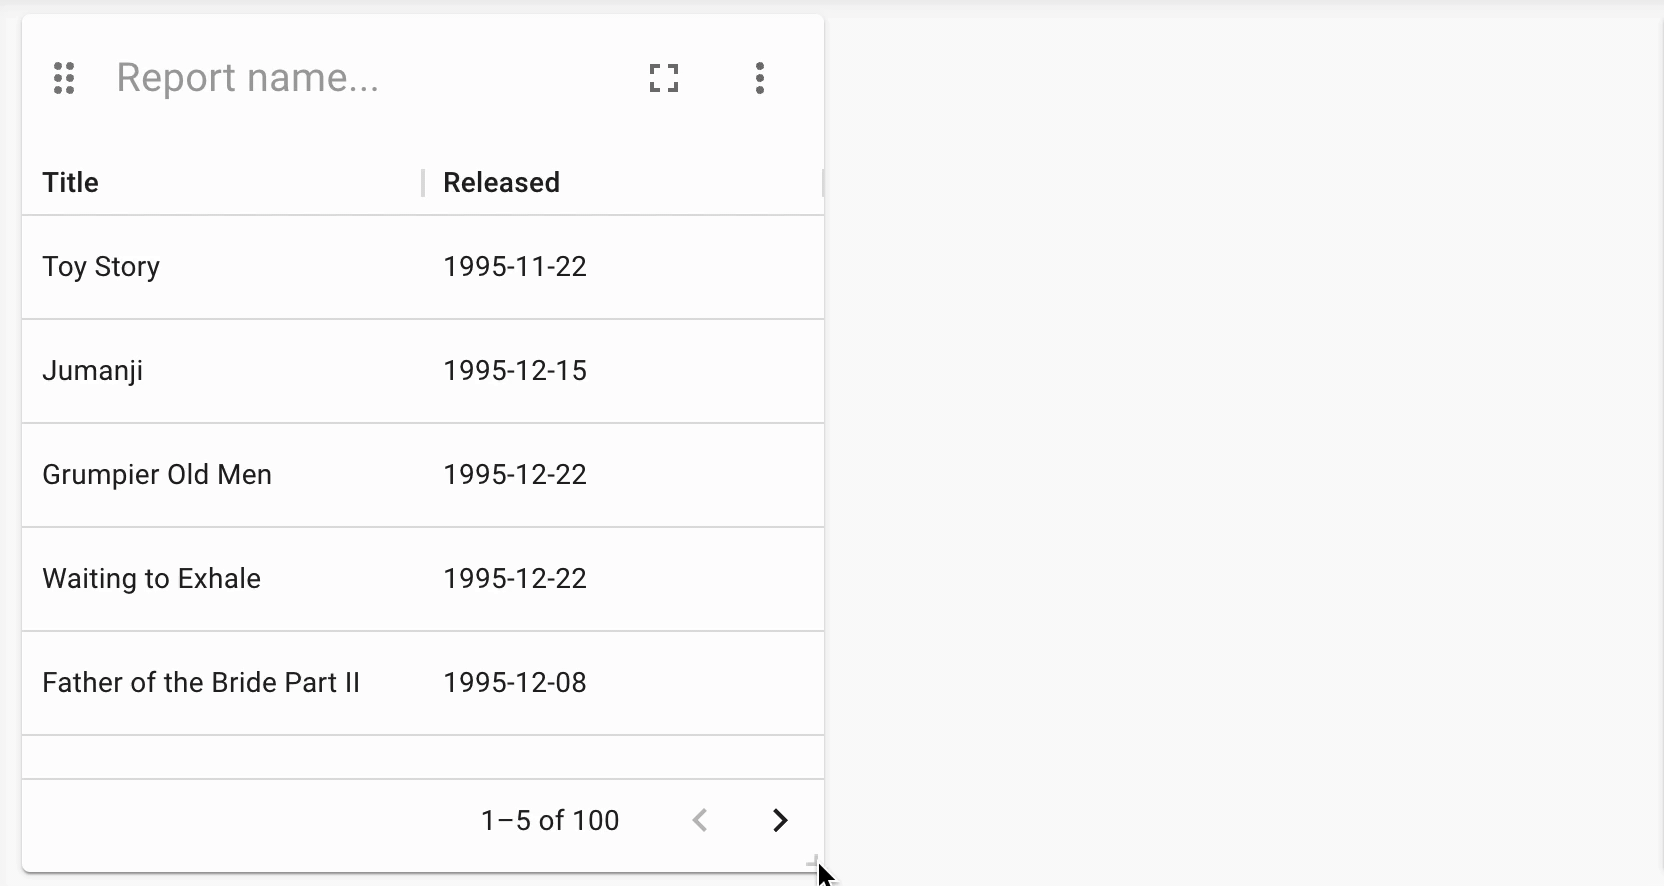 Report name...
Title Released
Toy Story 1995-11-22
Jumanji 1995-12-15
Grumpier Old Men 1995-12-22
Waiting to Exhale 1995-12-22
Father of the Bride Part II 1995-12-08
1–5 of 100